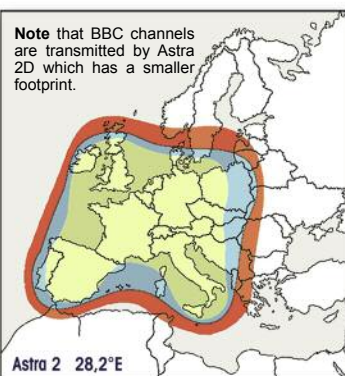 Note that BBC channels
are transmitted by Astra
2D which has a smaller
footprint.
Astra 2 28,2°E